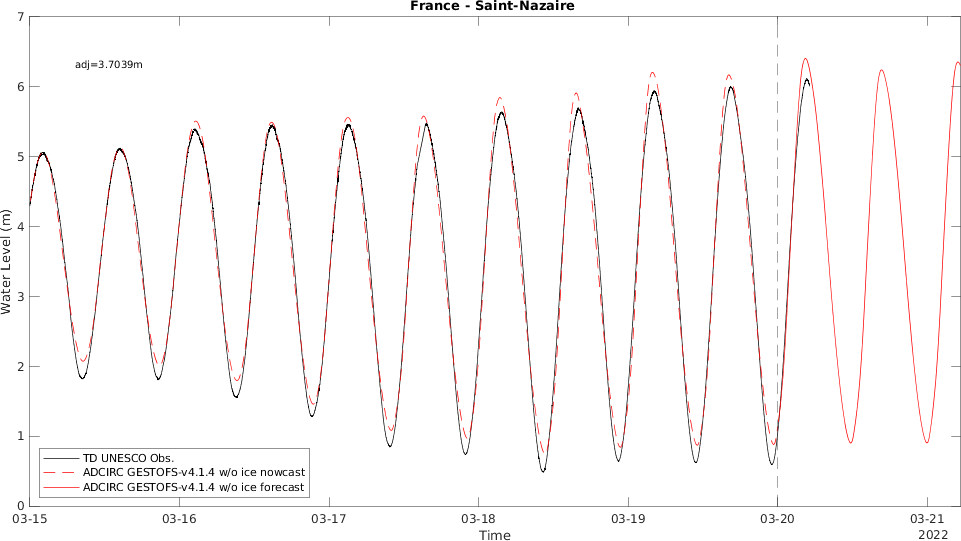 France - Saint-Nazaire
adj=3.7039m
7
6
5
4
3
2
1
0
Water Level (m)
TD UNESCO Obs.
ADCIRC GESTOFS-v4.1.4 w/o ice nowcast
ADCIRC GESTOFS-v4.1.4 w/o ice forecast
03-15 03-16 03-17 03-18 03-19 03-20 03-21
Time
2022